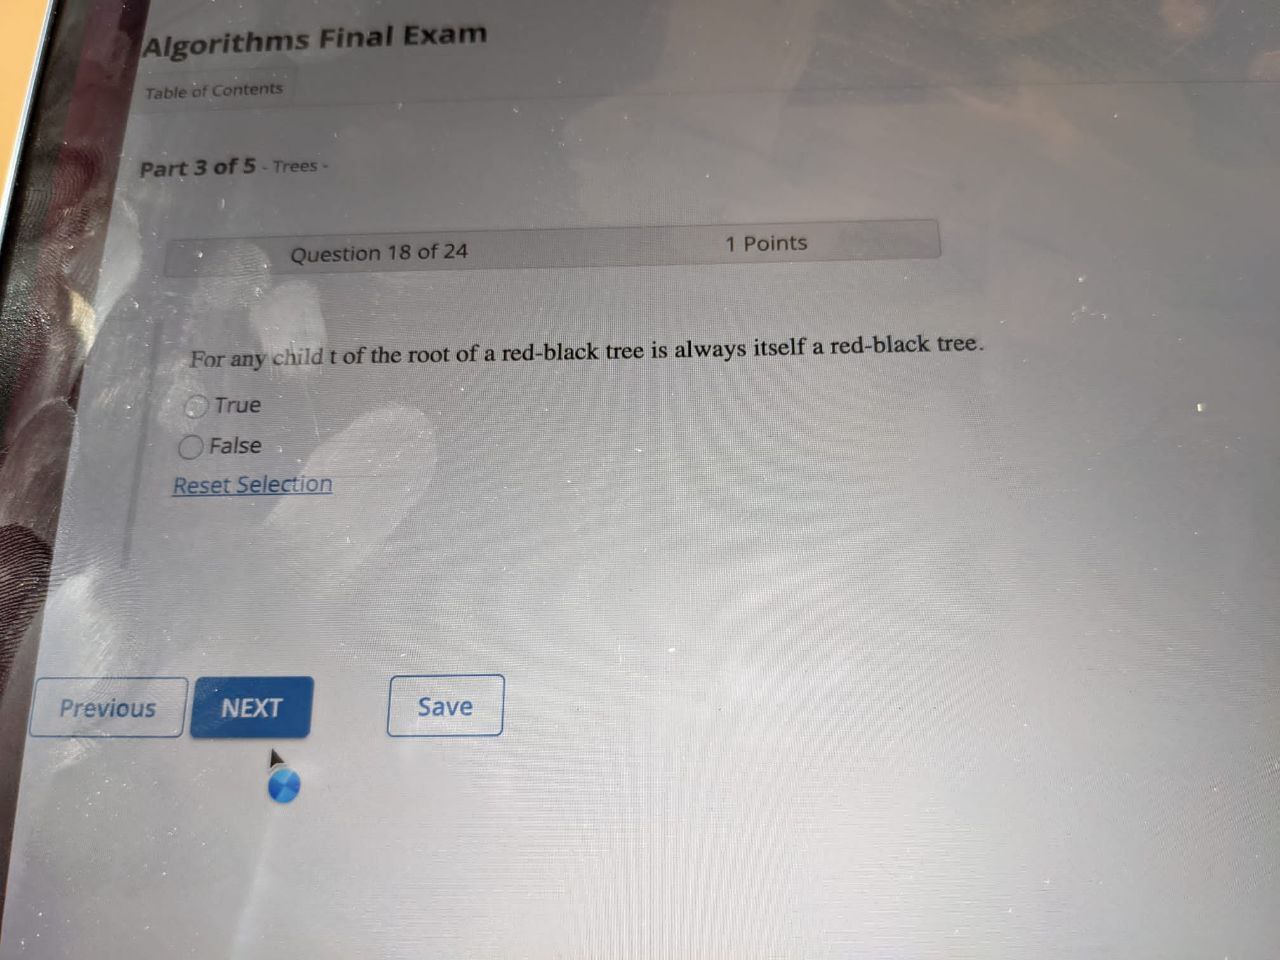 Algorithms Final Exam
Table of Contents
Part 3 of 5 - Trees -
Question 18 of 24 1 Points
For any child t of the root of a red-black tree is always itself a red-black tree.
True
False
Reset Selection
Previous NEXT Save